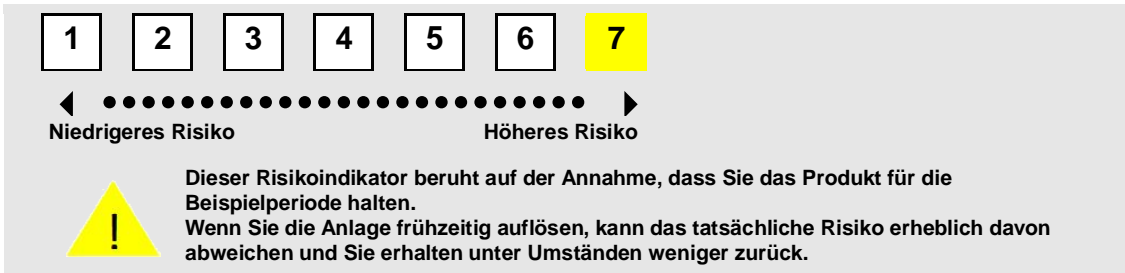 1 2 3 4 5 6 7
Niedrigeres Risiko Höheres Risiko
Dieser Risikoindikator beruht auf der Annahme, dass Sie das Produkt für die
Beispielperiode halten.
Wenn Sie die Anlage frühzeitig auflösen, kann das tatsächliche Risiko erheblich davon
abweichen und Sie erhalten unter Umständen weniger zurück.
!